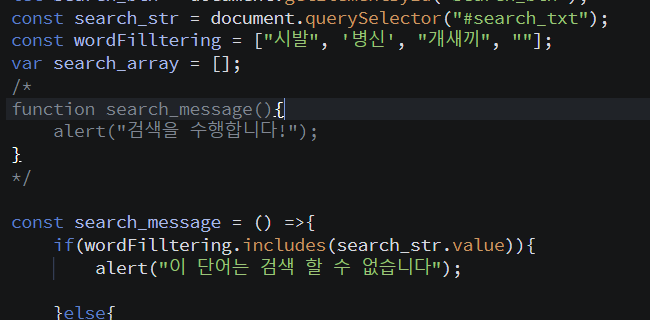 const search_str = document.querySelector("#search_txt");
const wordFilltering = ["시발", '병신', "개새끼", ""];
var search_array = [];
/*
function search_message(){
    alert("검색을 수행합니다!");
}
*/
const search_message = () =>{
    if(wordFilltering.includes(search_str.value)){
        alert("이 단어는 검색 할 수 없습니다");
    }else{